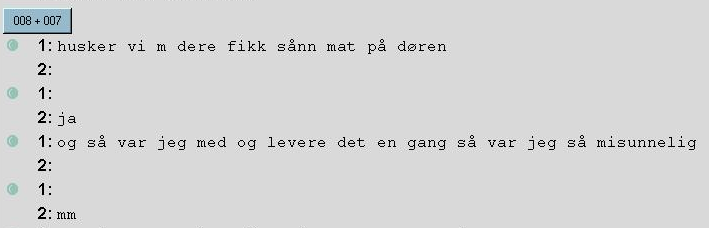 008 + 007
1: husker vi m dere fikk sånn mat på døren
2:
1:
2: ja
1: og så var jeg med og levere det en gang så var jeg så misunnelig
2:
1:
2: mm